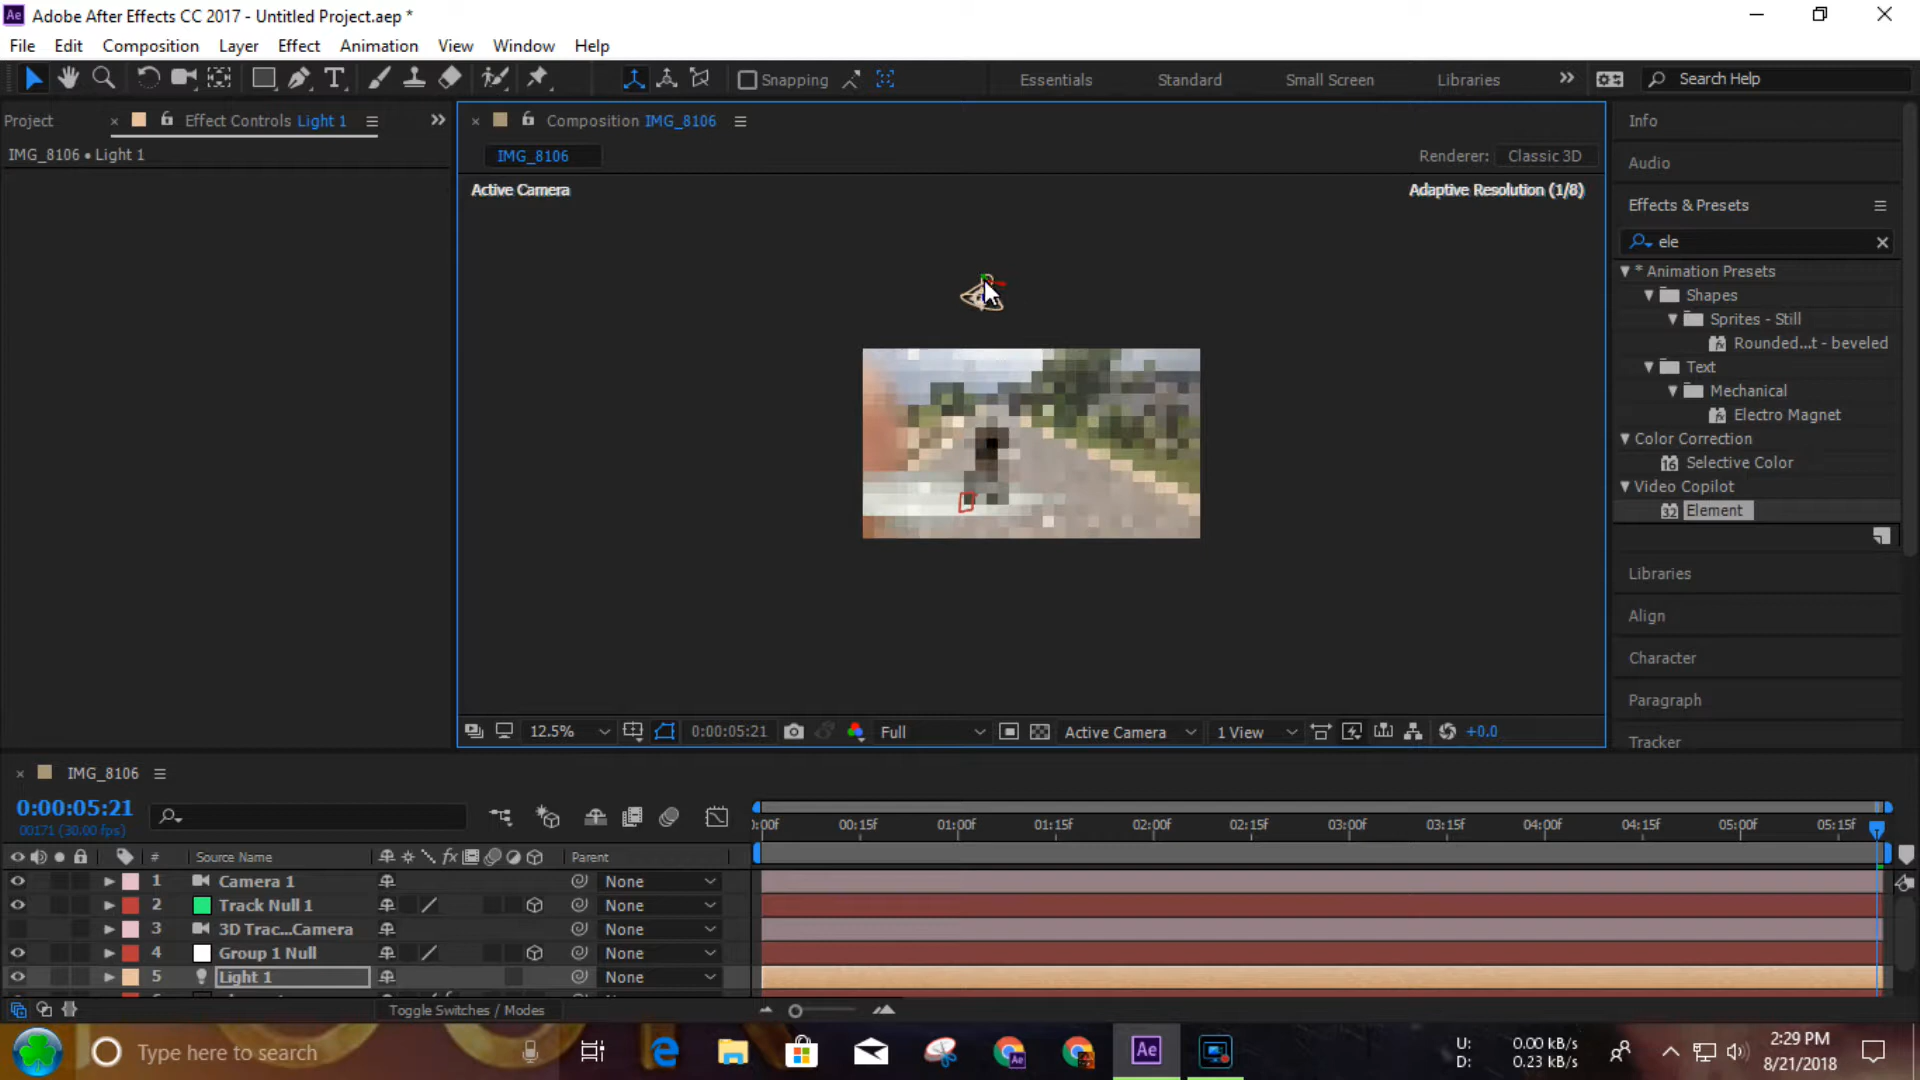 Adobe After Effects CC 2017 - Untitled Project.aep *
File Edit Composition Layer Effect Animation View Window Help
Snapping Essentials Standard Small Screen Libraries Search Help
Project Effect Controls Light 1
IMG_8106 • Light 1
Composition IMG_8106
IMG_8106
Renderer: Classic 3D
Active Camera
Adaptive Resolution (1/8)
Info
Audio
Effects & Presets
ele
* Animation Presets
Shapes
Sprites - Still
Rounded...t - beveled
Text
Mechanical
Electro Magnet
Color Correction
Selective Color
Video Copilot
Element
Libraries
Align
Character
Paragraph
Tracker
12.5% 0:00:05:21 Full Active Camera 1 View +0.0
IMG_8106
0:00:05:21
00171 (30.00 fps)
:00f 00:15f 01:00f 01:15f 02:00f 02:15f 03:00f 03:15f 04:00f 04:15f 05:00f 05:15f
# Source Name Parent
1 Camera 1 None
2 Track Null 1 None
3 3D Trac...Camera None
4 Group 1 Null None
5 Light 1 None
Toggle Switches / Modes
Type here to search
U: 0.00 kB/s
D: 0.23 kB/s
2:29 PM
8/21/2018